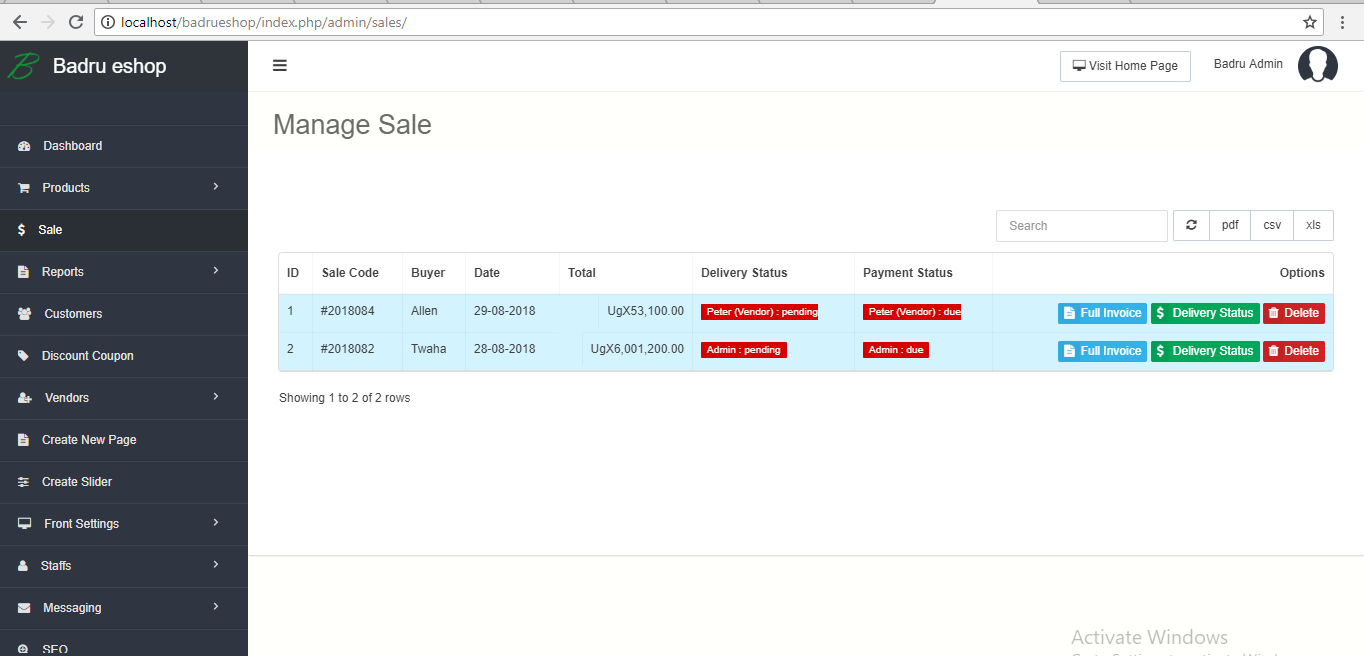 localhost/badrueshop/index.php/admin/sales/
Badru eshop
Visit Home Page
Badru Admin
Manage Sale
Dashboard
Products
Sale
Reports
Customers
Discount Coupon
Vendors
Create New Page
Create Slider
Front Settings
Staffs
Messaging
SEO
Search
pdf csv xls
ID Sale Code Buyer Date Total Delivery Status Payment Status Options
1 #2018084 Allen 29-08-2018 UgX53,100.00 Peter (Vendor) : pending Peter (Vendor) : due Full Invoice $ Delivery Status Delete
2 #2018082 Twaha 28-08-2018 UgX6,001,200.00 Admin : pending Admin : due Full Invoice $ Delivery Status Delete
Showing 1 to 2 of 2 rows
Activate Windows